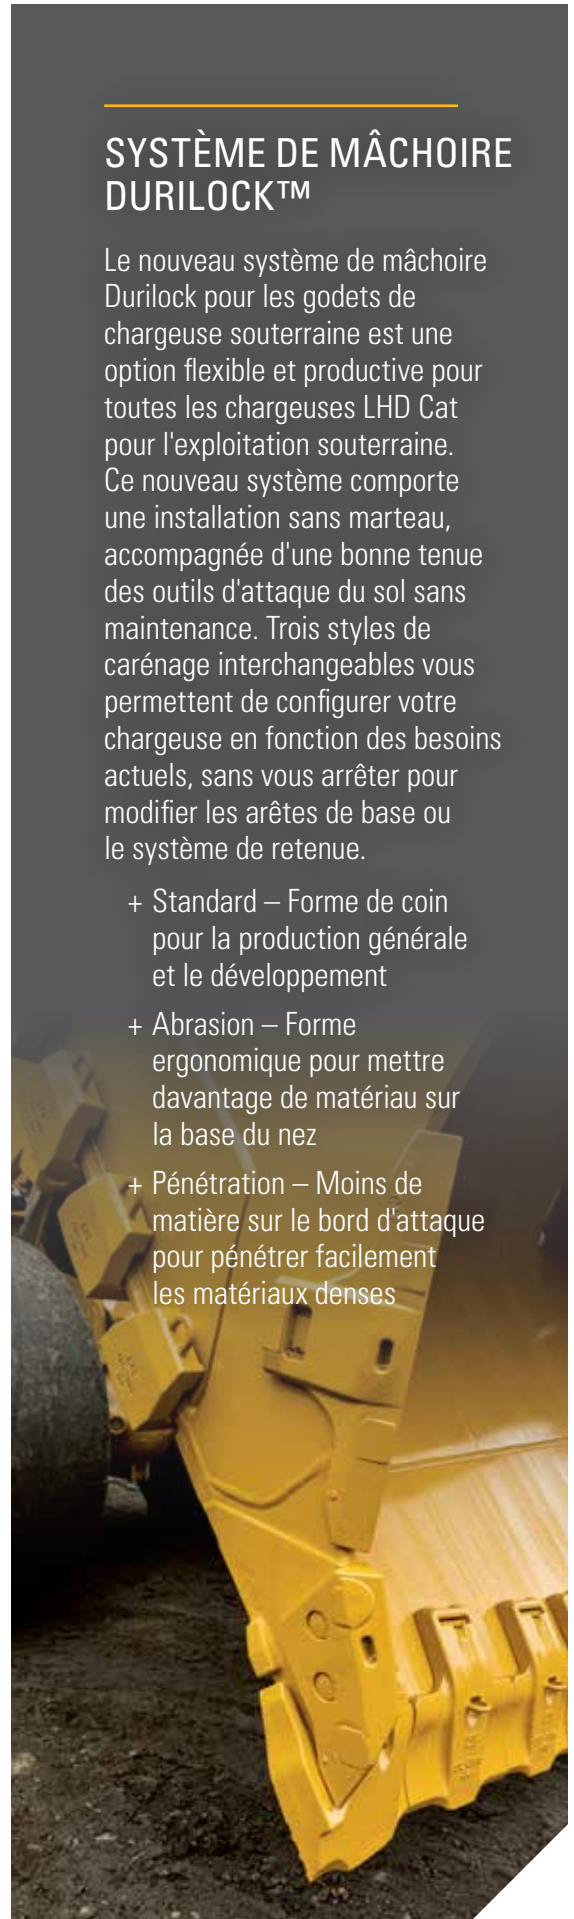 SYSTÈME DE MÂCHOIRE
DURILOCK™
Le nouveau système de mâchoire
Durilock pour les godets de
chargeuse souterraine est une
option flexible et productive pour
toutes les chargeuses LHD Cat
pour l'exploitation souterraine.
Ce nouveau système comporte
une installation sans marteau,
accompagnée d'une bonne tenue
des outils d'attaque du sol sans
maintenance. Trois styles de
carénage interchangeables vous
permettent de configurer votre
chargeuse en fonction des besoins
actuels, sans vous arrêter pour
modifier les arêtes de base ou
le système de retenue.
+ Standard – Forme de coin
pour la production générale
et le développement
+ Abrasion – Forme
ergonomique pour mettre
davantage de matériau sur
la base du nez
+ Pénétration – Moins de
matière sur le bord d'attaque
pour pénétrer facilement
les matériaux denses